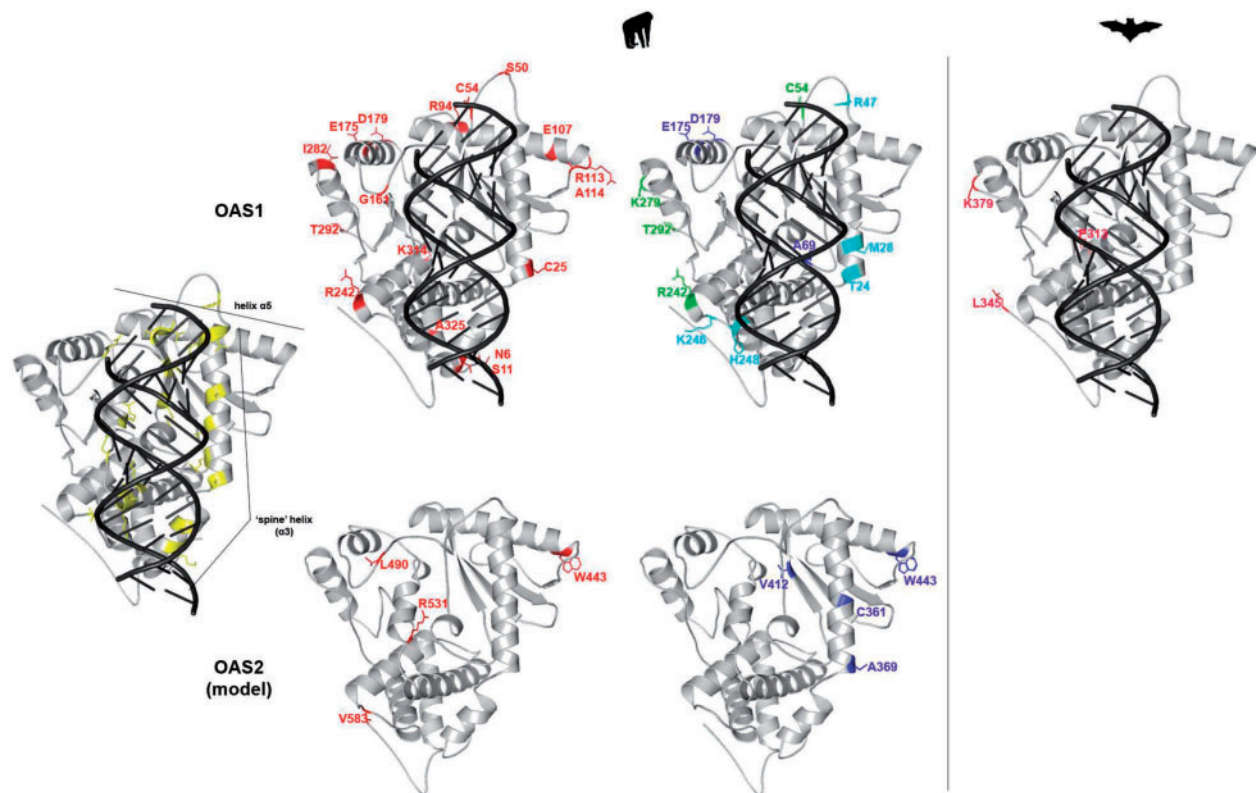 S50
C54
R94
E175 D179
E107
I282
R113
A114
OAS1
T292
K314
C25
R242
A325
N6
S11
C54
R47
E175 D179
K279
T292
A69
M28
R242
T24
K246
H248
K379
L345
helix α5
'spine' helix
(α3)
OAS2
(model)
L490
W443
R531
V583
V412
W443
C361
A369